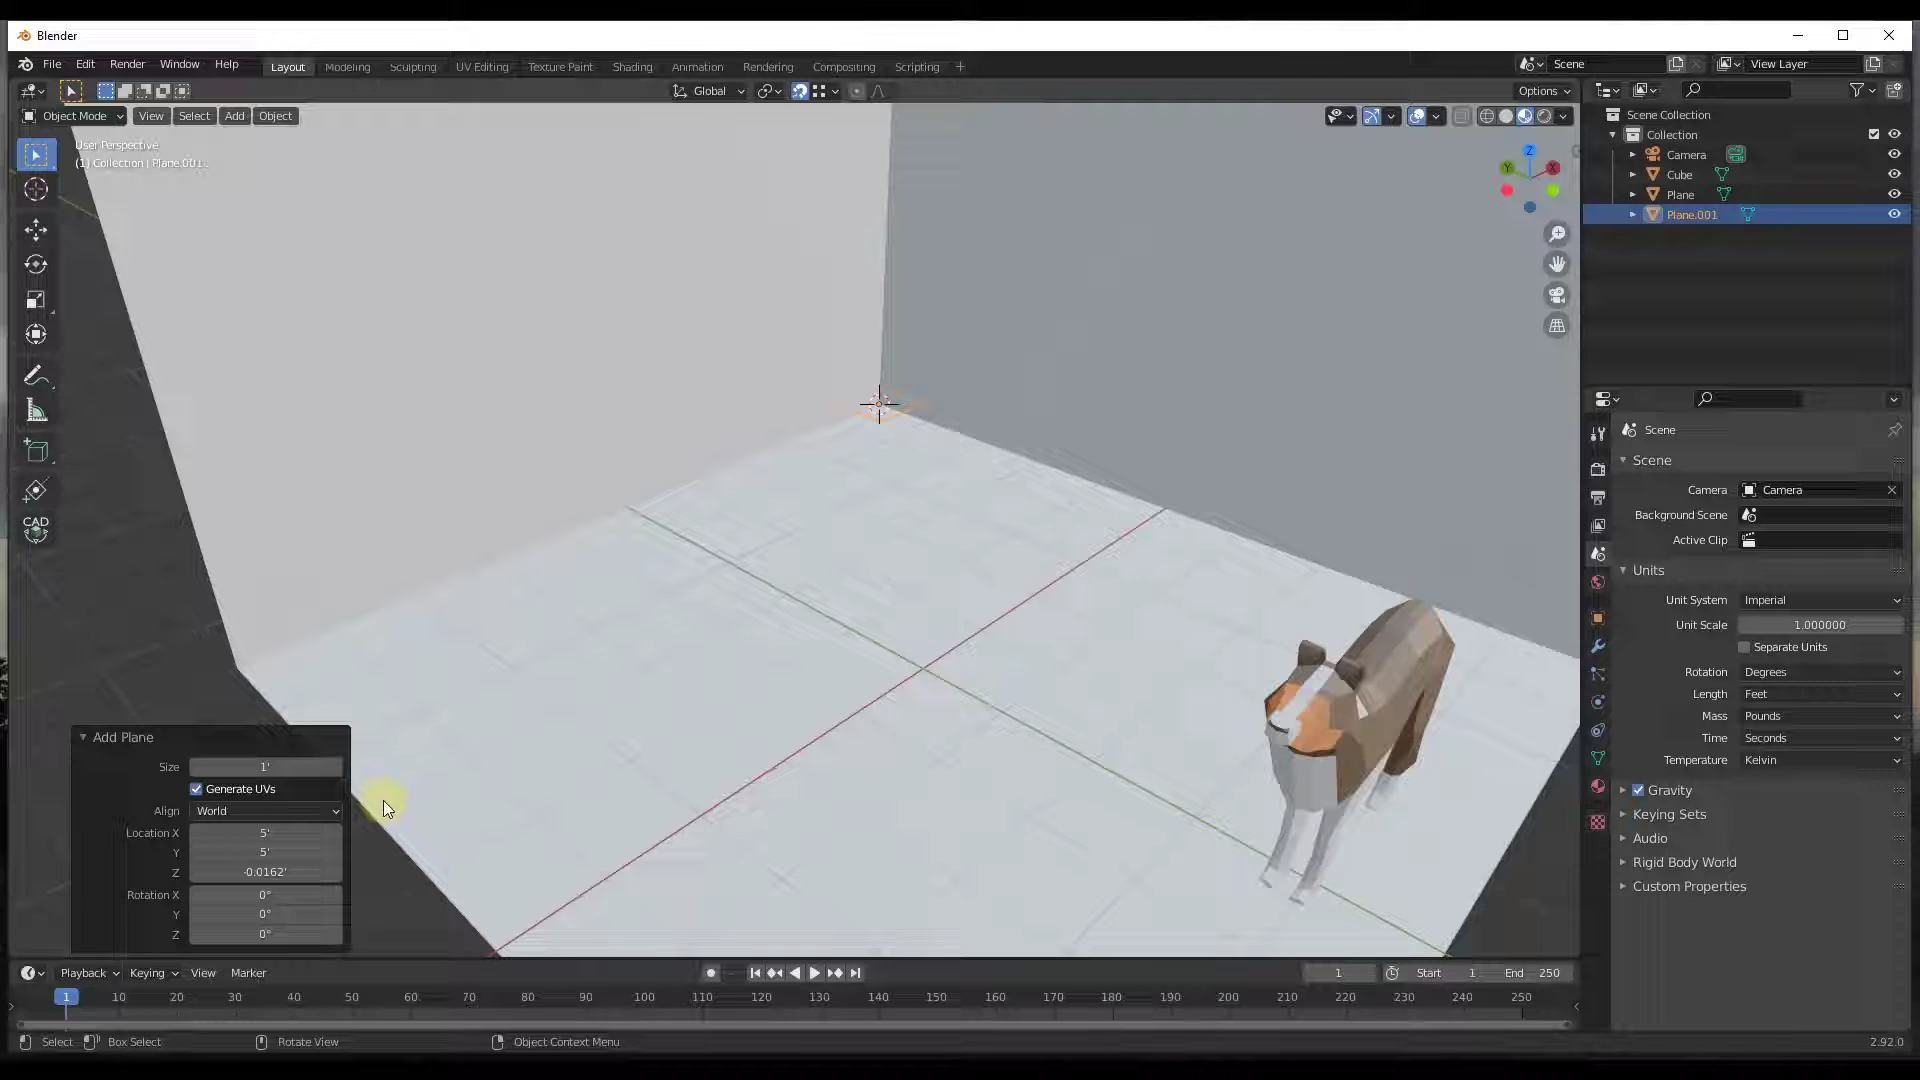 Blender
File Edit Render Window Help
Layout Modeling Sculpting UV Editing Texture Paint Shading Animation Rendering Compositing Scripting +
Scene
View Layer
Global
Options
Object Mode View Select Add Object
User Perspective
(1) Collection | Plane.001
Z
Y
X
CAD
Scene Collection
Collection
Camera
Cube
Plane
Plane.001
Scene
Scene
Camera Camera
Background Scene
Active Clip
Units
Unit System Imperial
Unit Scale 1.000000
Separate Units
Rotation Degrees
Length Feet
Mass Pounds
Time Seconds
Temperature Kelvin
Gravity
Keying Sets
Audio
Rigid Body World
Custom Properties
Add Plane
Size 1'
Generate UVs
Align World
Location X 5'
Y 5'
Z -0.0162'
Rotation X 0°
Y 0°
Z 0°
Playback Keying View Marker
1 Start 1 End 250
1 10 20 30 40 50 60 70 80 90 100 110 120 130 140 150 160 170 180 190 200 210 220 230 240 250
Select Box Select Rotate View Object Context Menu 2.92.0